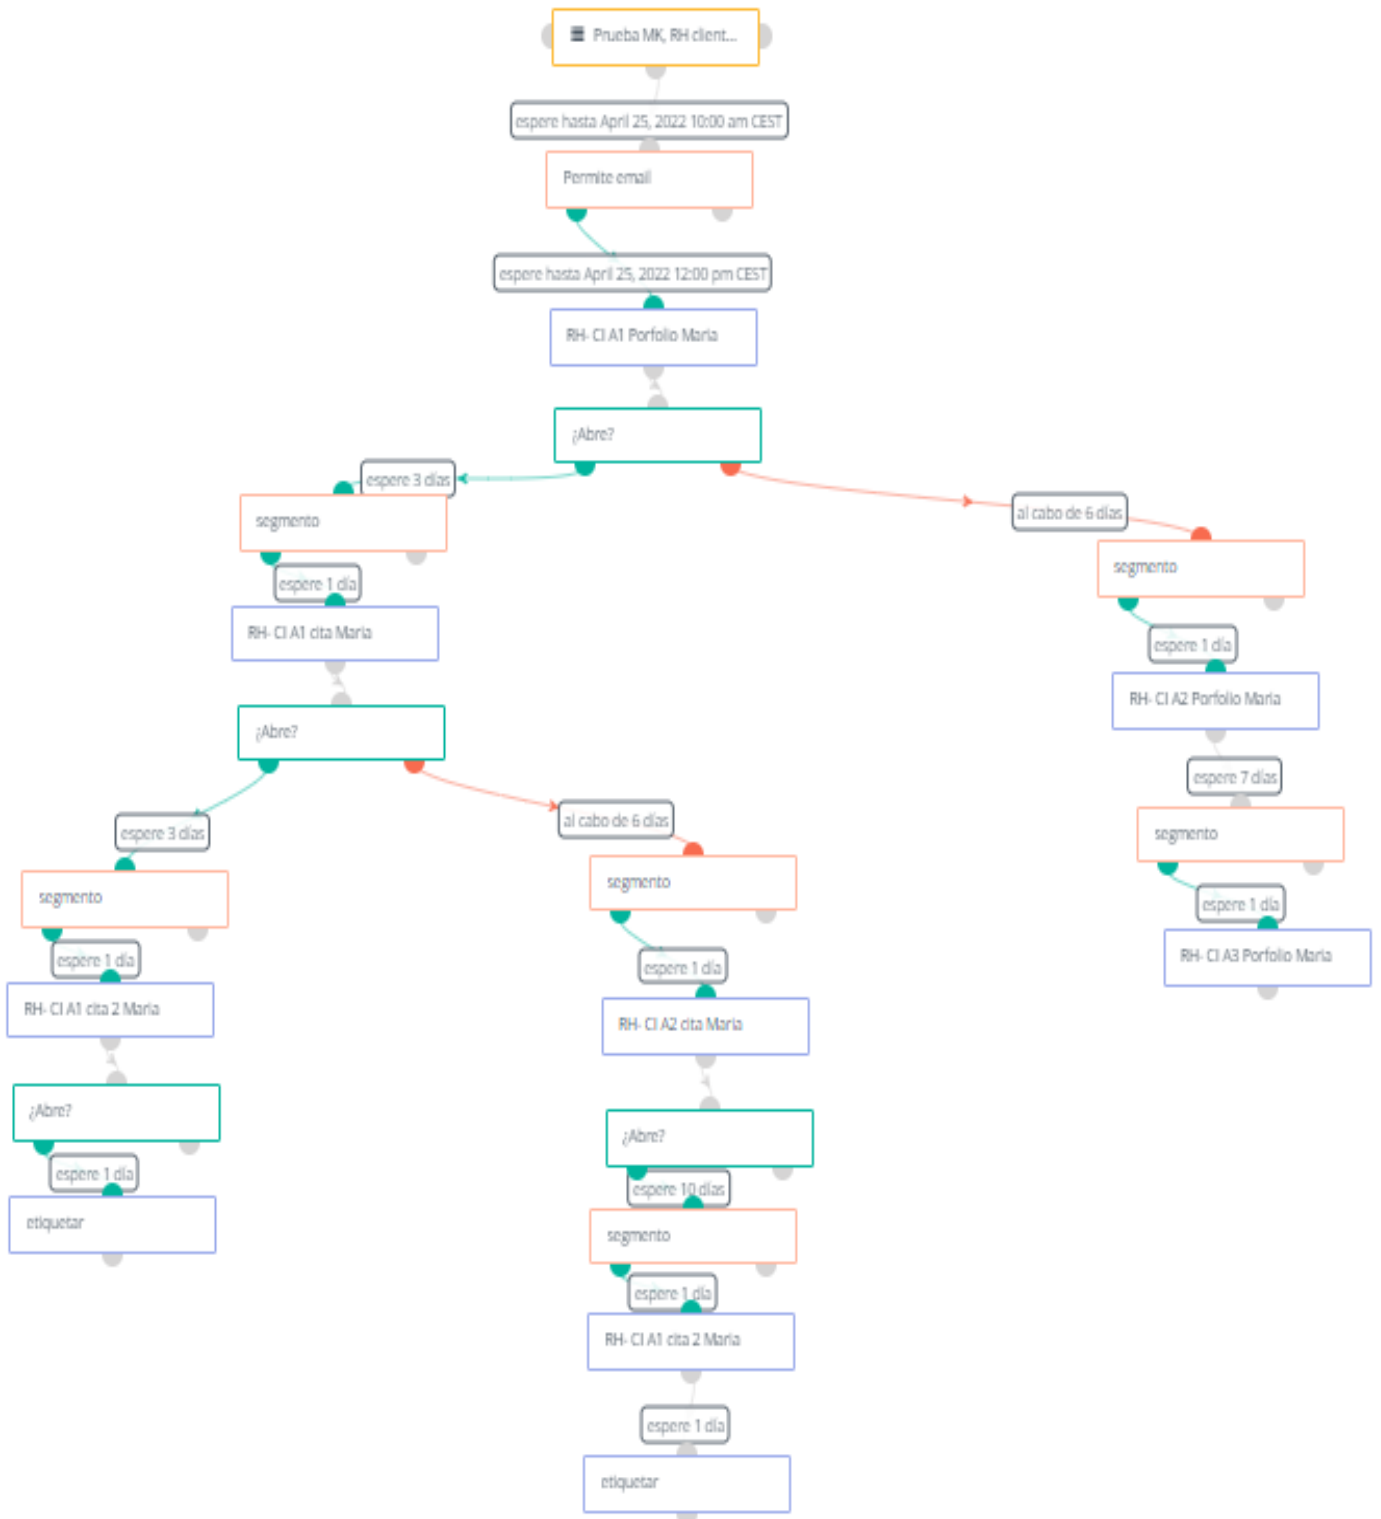 Prueba MK, RH client...
espere hasta April 25, 2022 10:00 am CEST
Permite email
espere hasta April 25, 2022 12:00 pm CEST
RH- CI A1 Porfolio Maria
¿Abre?
espere 3 días
segmento
espere 1 día
RH- CI A1 cita Maria
¿Abre?
espere 3 días
segmento
espere 1 día
RH- CI A1 cita 2 Maria
¿Abre?
espere 1 día
etiquetar
al cabo de 6 días
segmento
espere 1 día
RH- CI A2 cita Maria
¿Abre?
espere 10 días
segmento
espere 1 día
RH- CI A1 cita 2 Maria
espere 1 día
etiquetar
al cabo de 6 días
segmento
espere 1 día
RH- CI A2 Porfolio Maria
espere 7 días
segmento
espere 1 día
RH- CI A3 Porfolio Maria